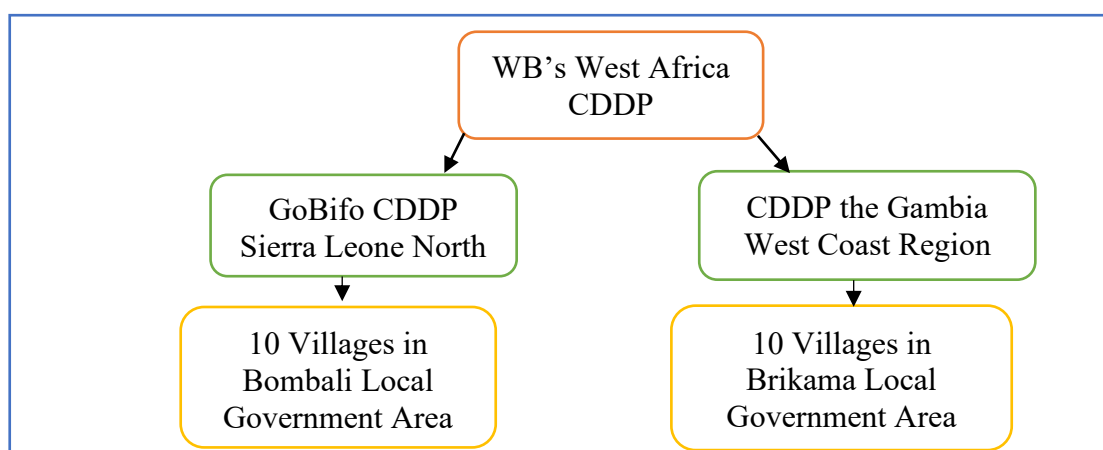 WB’s West Africa
CDDP
GoBifo CDDP
Sierra Leone North
CDDP the Gambia
West Coast Region
10 Villages in
Bombali Local
Government Area
10 Villages in
Brikama Local
Government Area